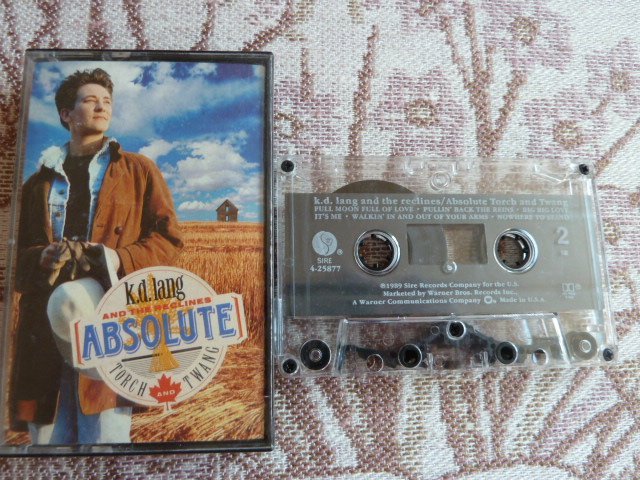 k.d. lang
AND THE RECLINES
ABSOLUTE
TORCH AND TWANG
k.d. lang and the reclines/Absolute Torch and Twang
FULL MOON FULL OF LOVE • PULLIN' BACK THE REINS • BIG BIG LOVE
IT'S ME • WALKIN' IN AND OUT OF YOUR ARMS • NOWHERE TO STAND
SIRE
4-25877
2
℗1989 Sire Records Company for the U.S.
Marketed by Warner Bros. Records Inc.,
A Warner Communications Company Made in U.S.A.